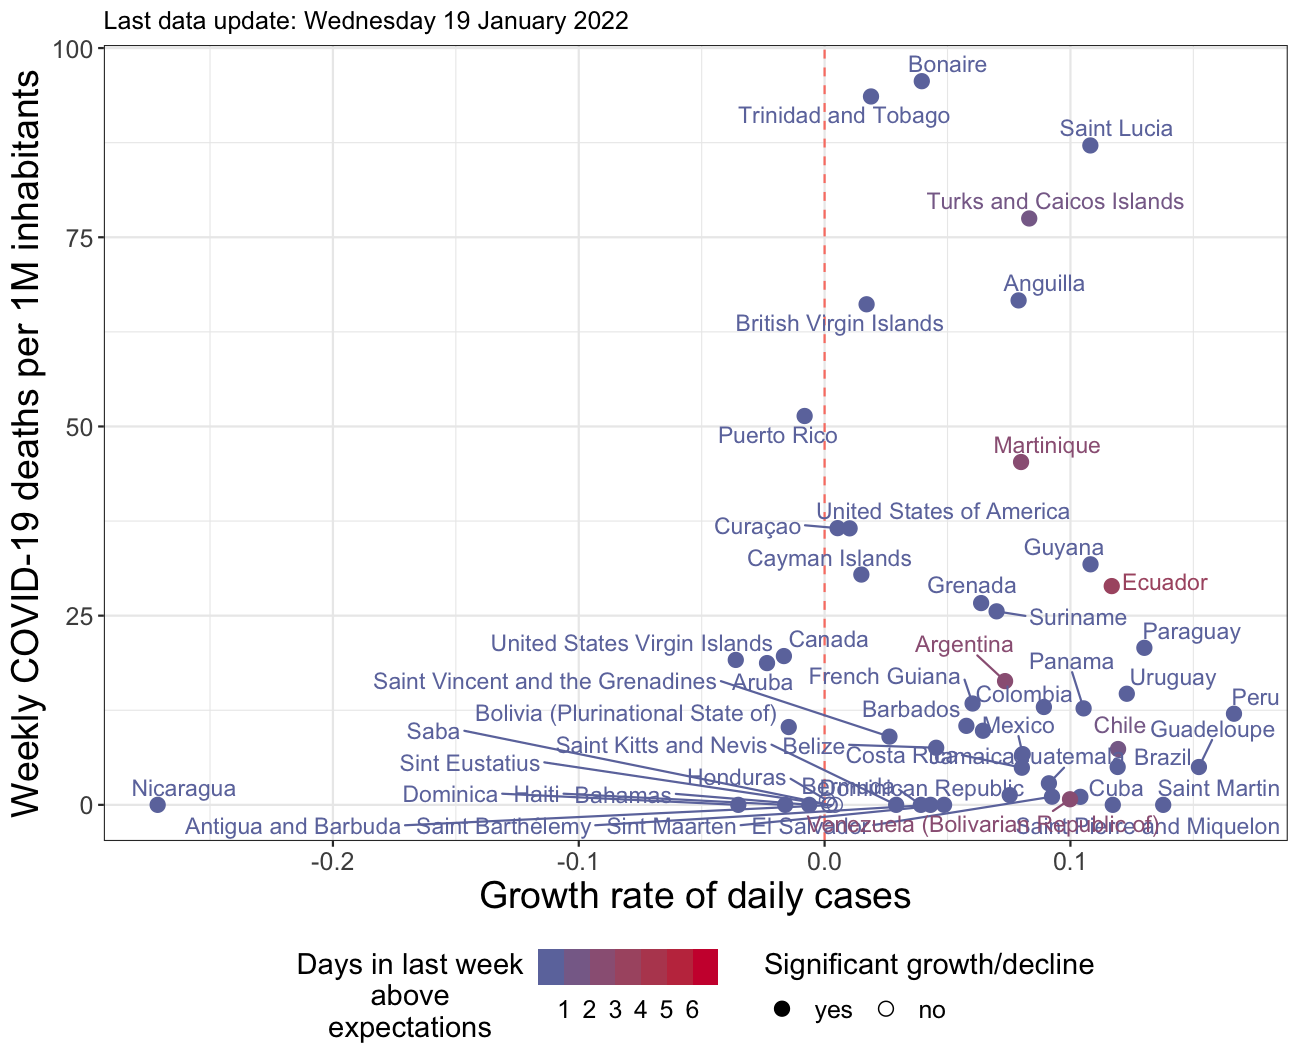 Last data update: Wednesday 19 January 2022
100
Bonaire
Trinidad and Tobago
Saint Lucia
Turks and Caicos Islands
75
Anguilla
British Virgin Islands
50
Puerto Rico
Martinique
United States of America
Curaçao
Guyana
Cayman Islands
Ecuador
Grenada
25
Suriname
Paraguay
United States Virgin Islands
Canada
Argentina
Panama
Saint Vincent and the Grenadines
Aruba
French Guiana
Uruguay
Colombia
Peru
Bolivia (Plurinational State of)
Barbados
Saba
Mexico
Chile
Guadeloupe
Saint Kitts and Nevis
Belize
Costa Rica
Jamaica
Guatemala
Brazil
Sint Eustatius
Honduras
Nicaragua
Bermuda
Dominican Republic
Cuba
Saint Martin
Dominica
Haiti
Bahamas
0
Antigua and Barbuda
Saint Barthélemy
Sint Maarten
El Salvador
Venezuela (Bolivarian Republic of)
Saint Pierre and Miquelon
Weekly COVID-19 deaths per 1M inhabitants
-0.2
-0.1
0.0
0.1
Growth rate of daily cases
Days in last week
above
expectations
1 2 3 4 5 6
Significant growth/decline
yes
no